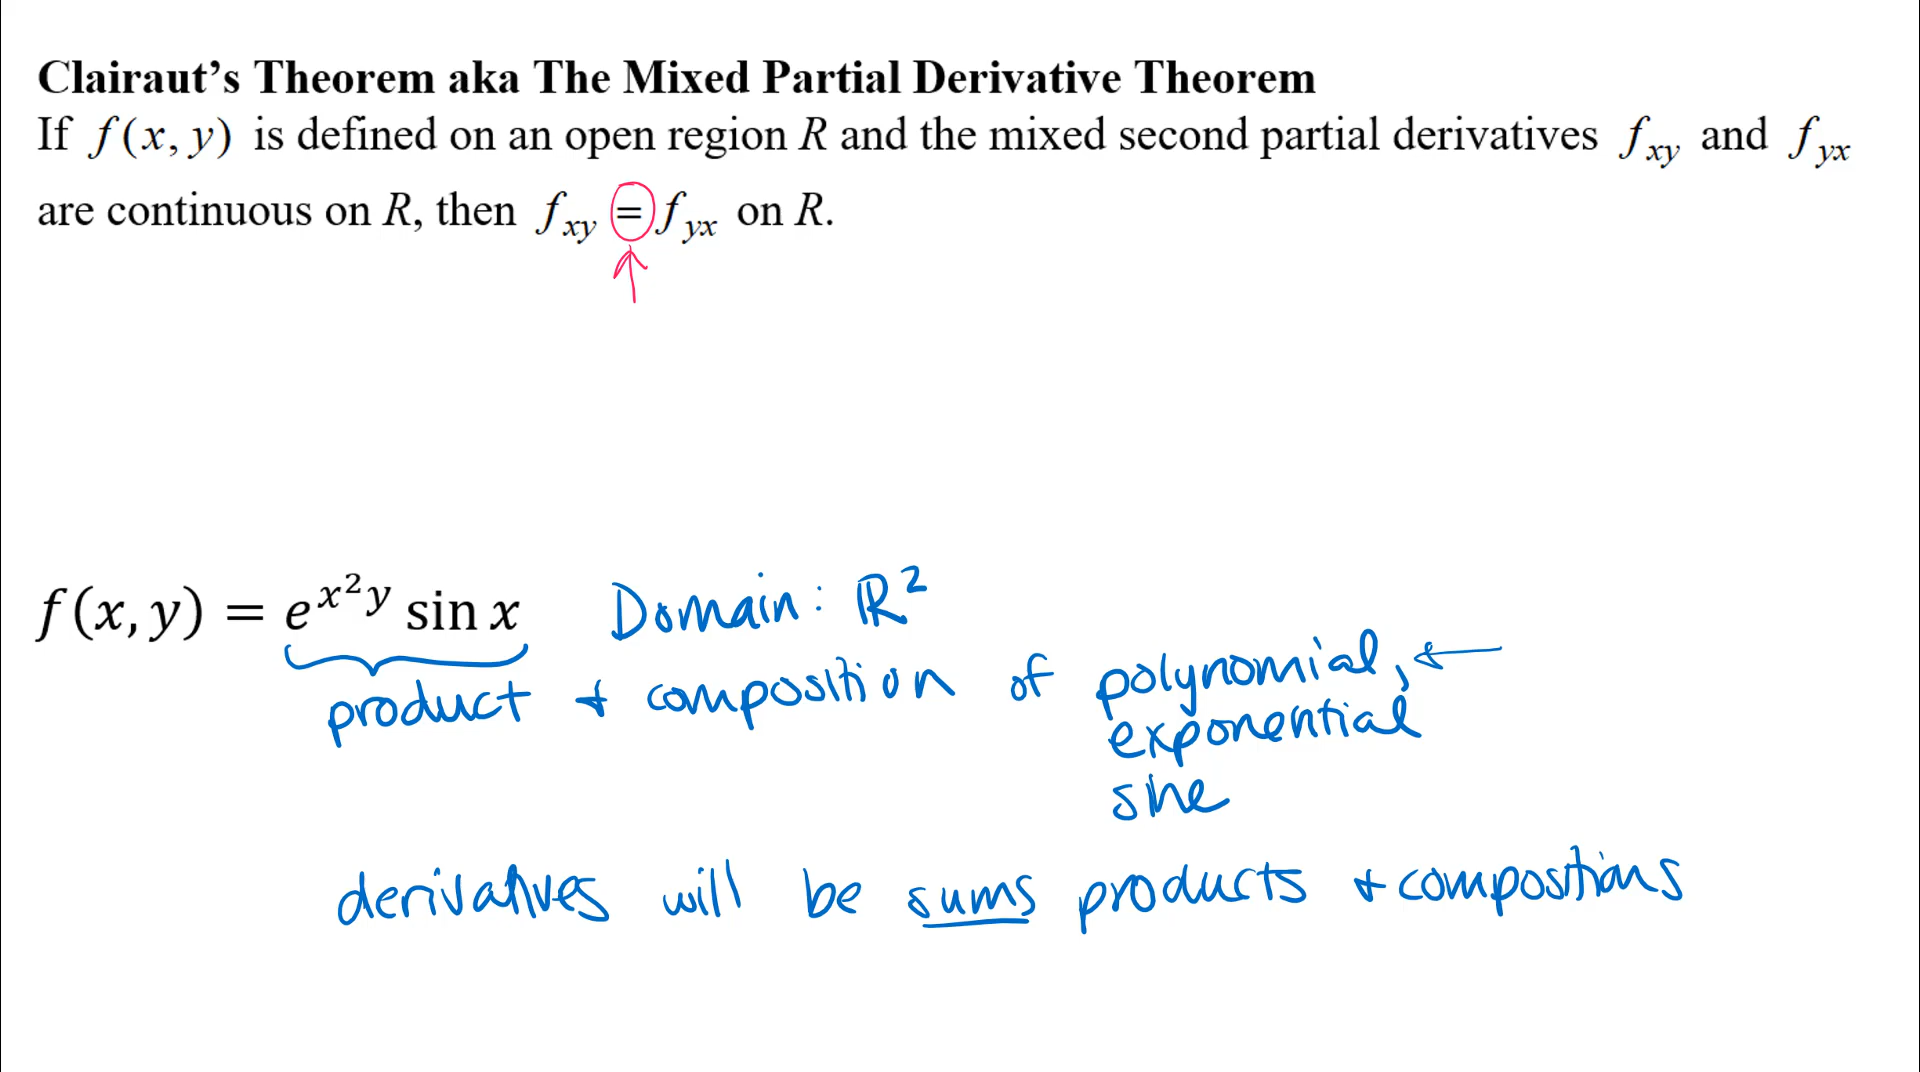 Clairaut’s Theorem aka The Mixed Partial Derivative Theorem
If f(x, y) is defined on an open region R and the mixed second partial derivatives f_xy and f_yx
are continuous on R, then f_xy = f_yx on R.
f(x, y) = e^{x²y} sin x Domain: ℝ²
product + composition of polynomial, ←
exponential
sine
derivatives will be sums products + compositions